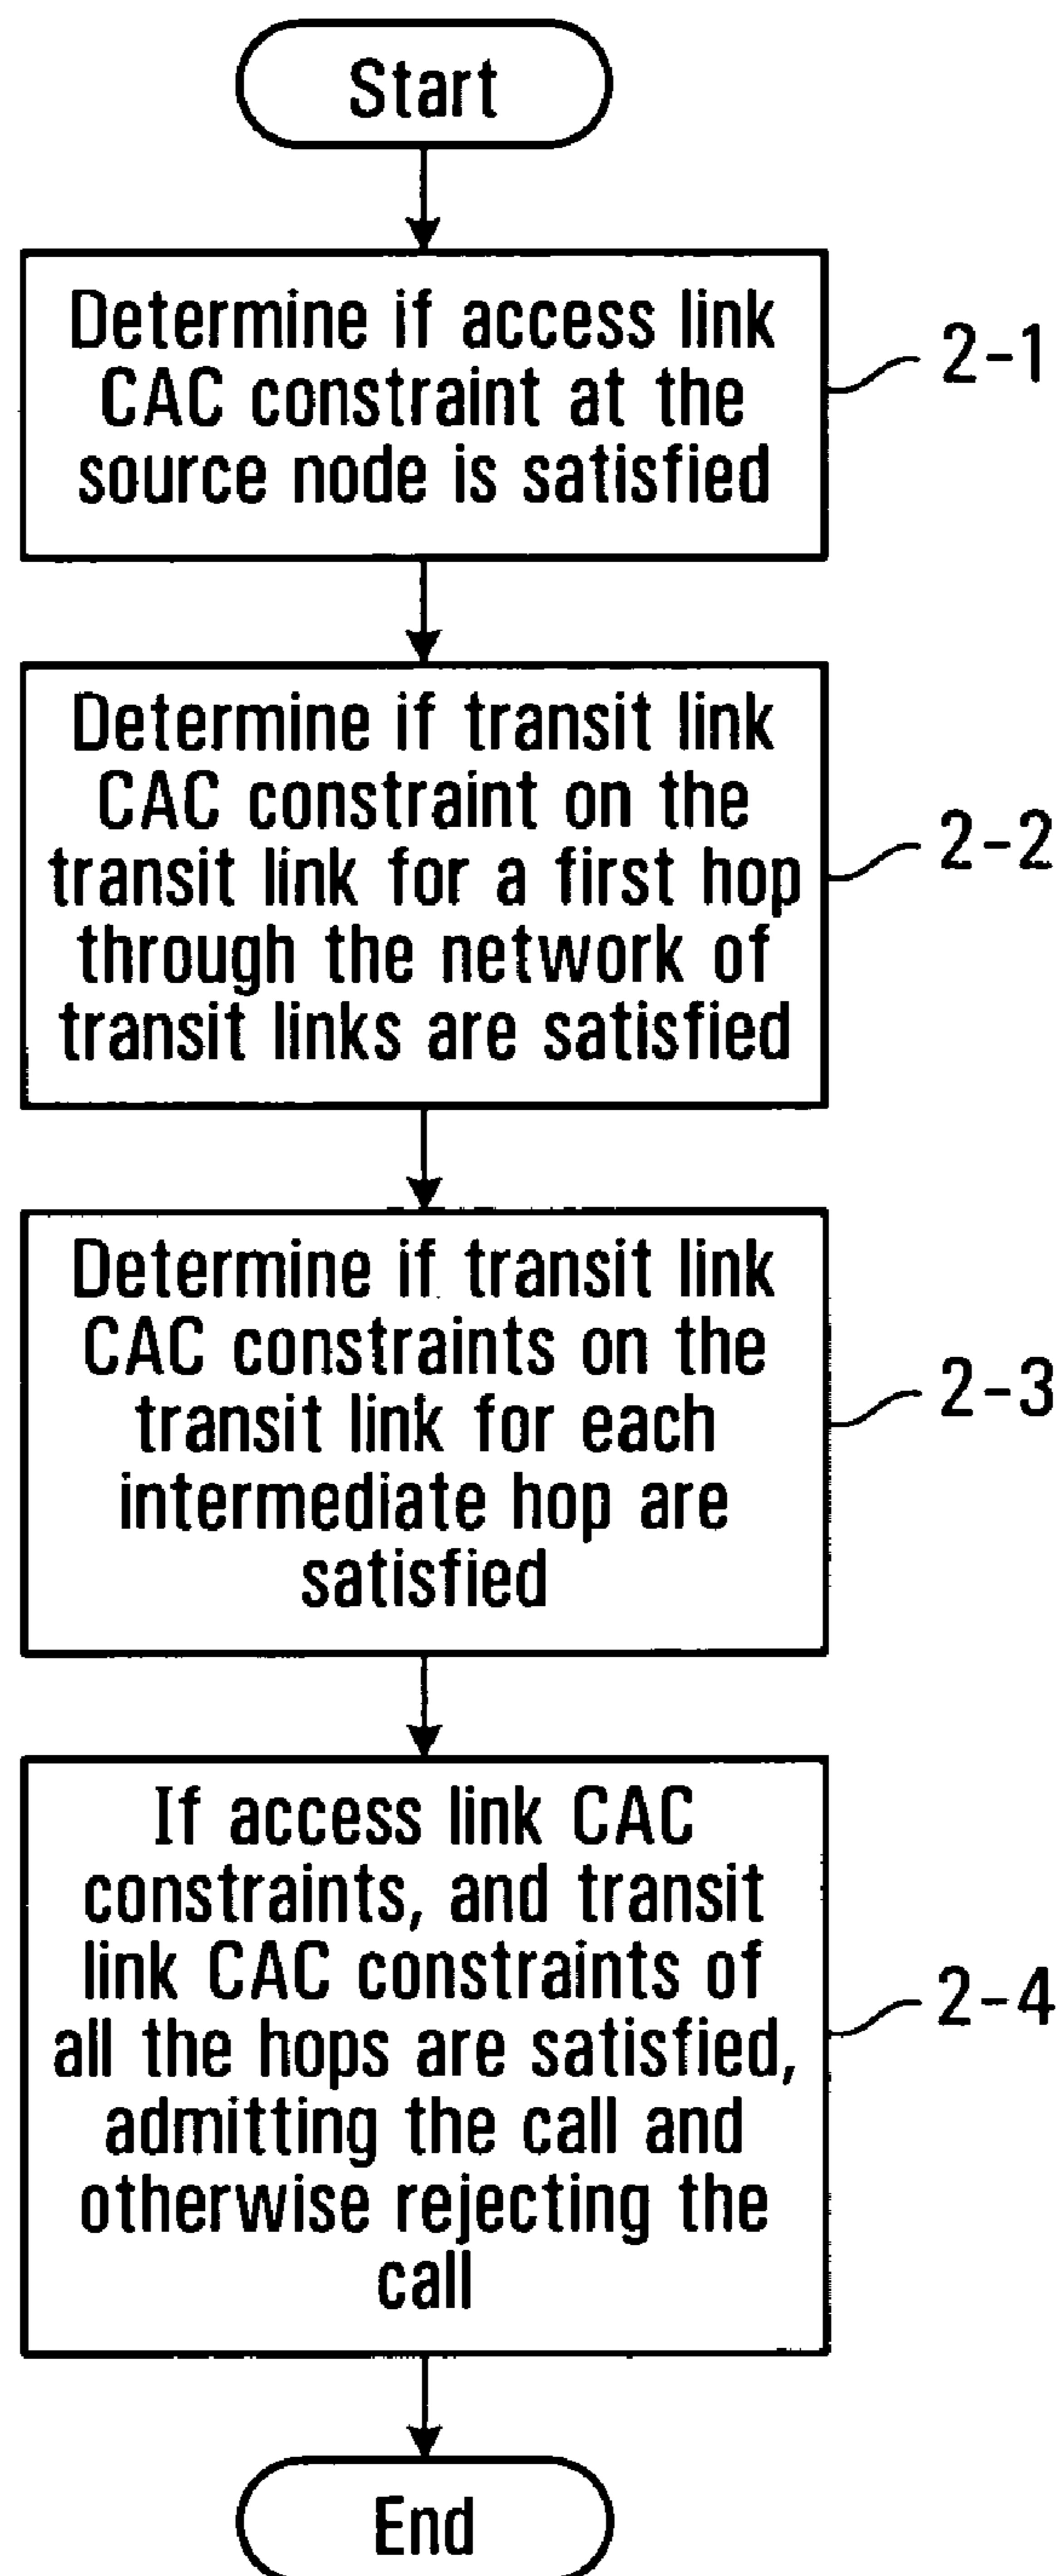 Start
Determine if access link
CAC constraint at the
source node is satisfied
2-1
Determine if transit link
CAC constraint on the
transit link for a first hop
through the network of
transit links are satisfied
2-2
Determine if transit link
CAC constraints on the
transit link for each
intermediate hop are
satisfied
2-3
If access link CAC
constraints, and transit
link CAC constraints of
all the hops are satisfied,
admitting the call and
otherwise rejecting the
call
2-4
End